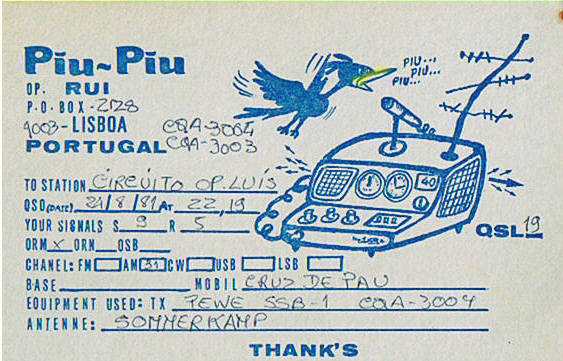 Piu~Piu
PIU...
PIU...
PIU...
OP. RUI
P.O. BOX - 2728
1003 - LISBOA CQA-3004
PORTUGAL CQA-3003
40
TO STATION CIRCUITO OP. LUIS
QSO (DATE) 21/8/81 AT 22,19
QSL 19
YOUR SIGNALS S 9 R 5
QRM X QRN QSB
CHANEL: FM AM 31 CW USB LSB
BASE MOBIL CRUZ DE PAU
EQUIPMENT USED: TX PEWE SSB-1 CQA-3004
ANTENNE: SOMMERKAMP
THANK'S